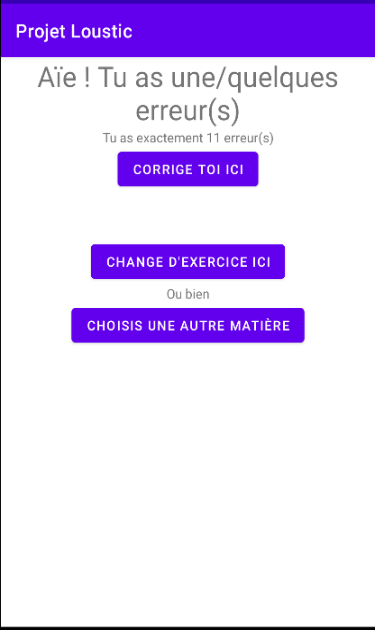 Projet Loustic
Aïe ! Tu as une/quelques
erreur(s)
Tu as exactement 11 erreur(s)
CORRIGE TOI ICI
CHANGE D'EXERCICE ICI
Ou bien
CHOISIS UNE AUTRE MATIÈRE